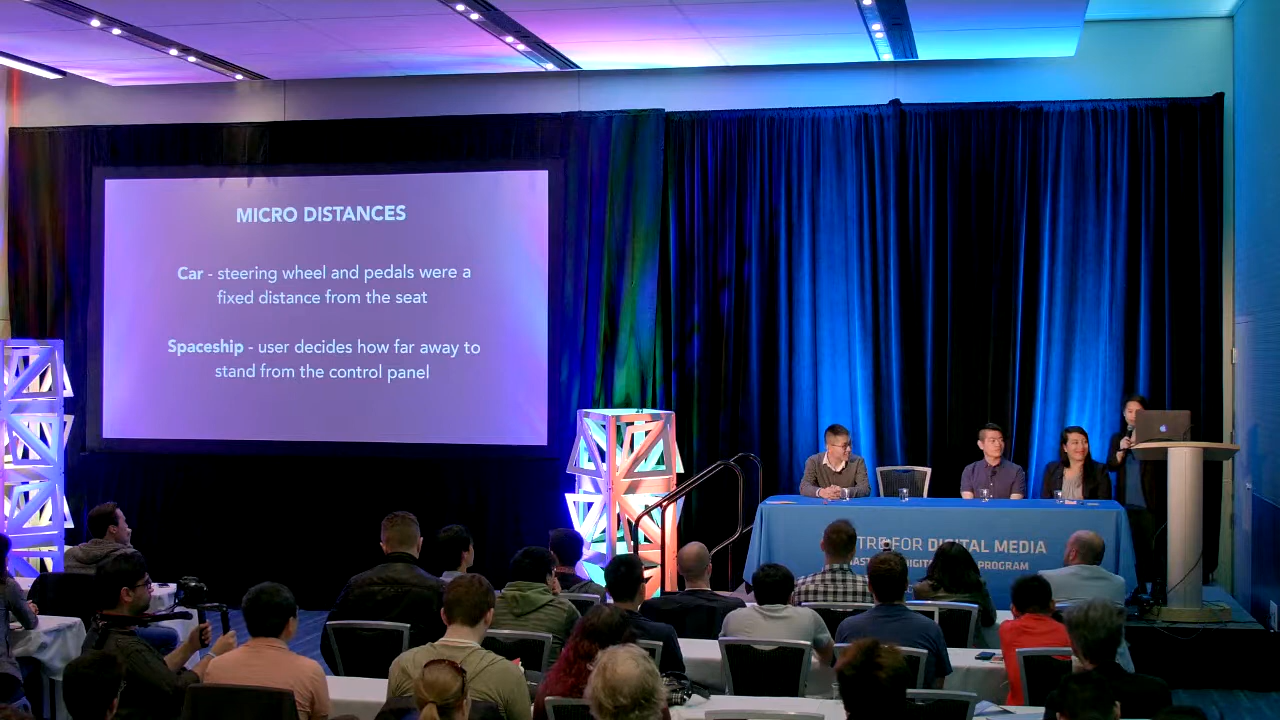 MICRO DISTANCES
Car - steering wheel and pedals were a
fixed distance from the seat
Spaceship - user decides how far away to
stand from the control panel
FOR DIGITAL MEDIA
PROGRAM